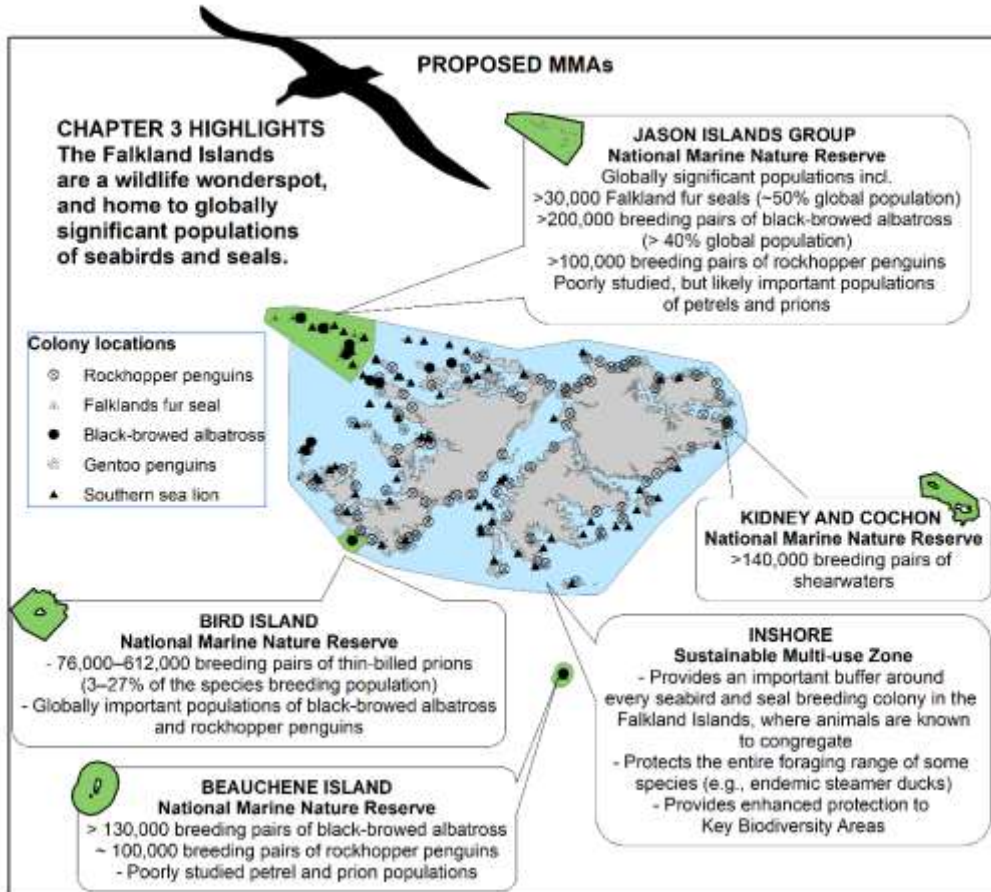 PROPOSED MMAs
CHAPTER 3 HIGHLIGHTS
The Falkland Islands
are a wildlife wonderspot,
and home to globally
significant populations
of seabirds and seals.
JASON ISLANDS GROUP
National Marine Nature Reserve
Globally significant populations incl.
>30,000 Falkland fur seals (~50% global population)
>200,000 breeding pairs of black-browed albatross
(> 40% global population)
>100,000 breeding pairs of rockhopper penguins
Poorly studied, but likely important populations
of petrels and prions
Colony locations
Rockhopper penguins
Falklands fur seal
Black-browed albatross
Gentoo penguins
Southern sea lion
KIDNEY AND COCHON
National Marine Nature Reserve
>140,000 breeding pairs of
shearwaters
BIRD ISLAND
National Marine Nature Reserve
- 76,000–612,000 breeding pairs of thin-billed prions
(3–27% of the species breeding population)
- Globally important populations of black-browed albatross
and rockhopper penguins
INSHORE
Sustainable Multi-use Zone
- Provides an important buffer around
every seabird and seal breeding colony in the
Falkland Islands, where animals are known
to congregate
- Protects the entire foraging range of some
species (e.g., endemic steamer ducks)
- Provides enhanced protection to
Key Biodiversity Areas
BEAUCHENE ISLAND
National Marine Nature Reserve
> 130,000 breeding pairs of black-browed albatross
~ 100,000 breeding pairs of rockhopper penguins
- Poorly studied petrel and prion populations